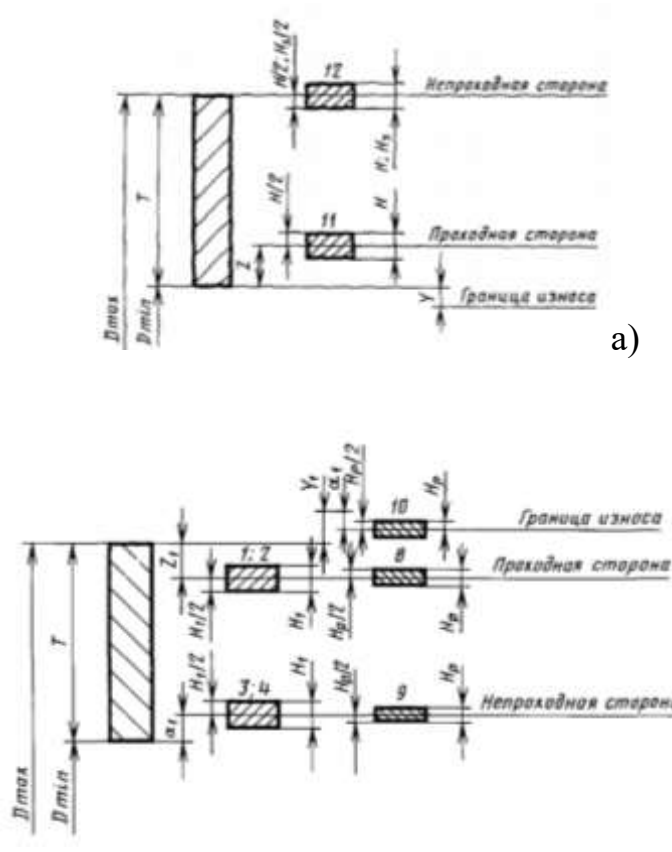 H/2; Hs/2
12
Непроходная сторона
H; Hs
T
H/2
11
H
Проходная сторона
Z
Y
Граница износа
Dmax
Dmin
а)
Y1
α1
Hp/2
Hp
10
Граница износа
Z1
1; 2
8
Проходная сторона
H1/2
H1
Hp/2
Hp
T
H1/2
3; 4
H1
Hp/2
9
Hp
Непроходная сторона
α1
Dmax
Dmin